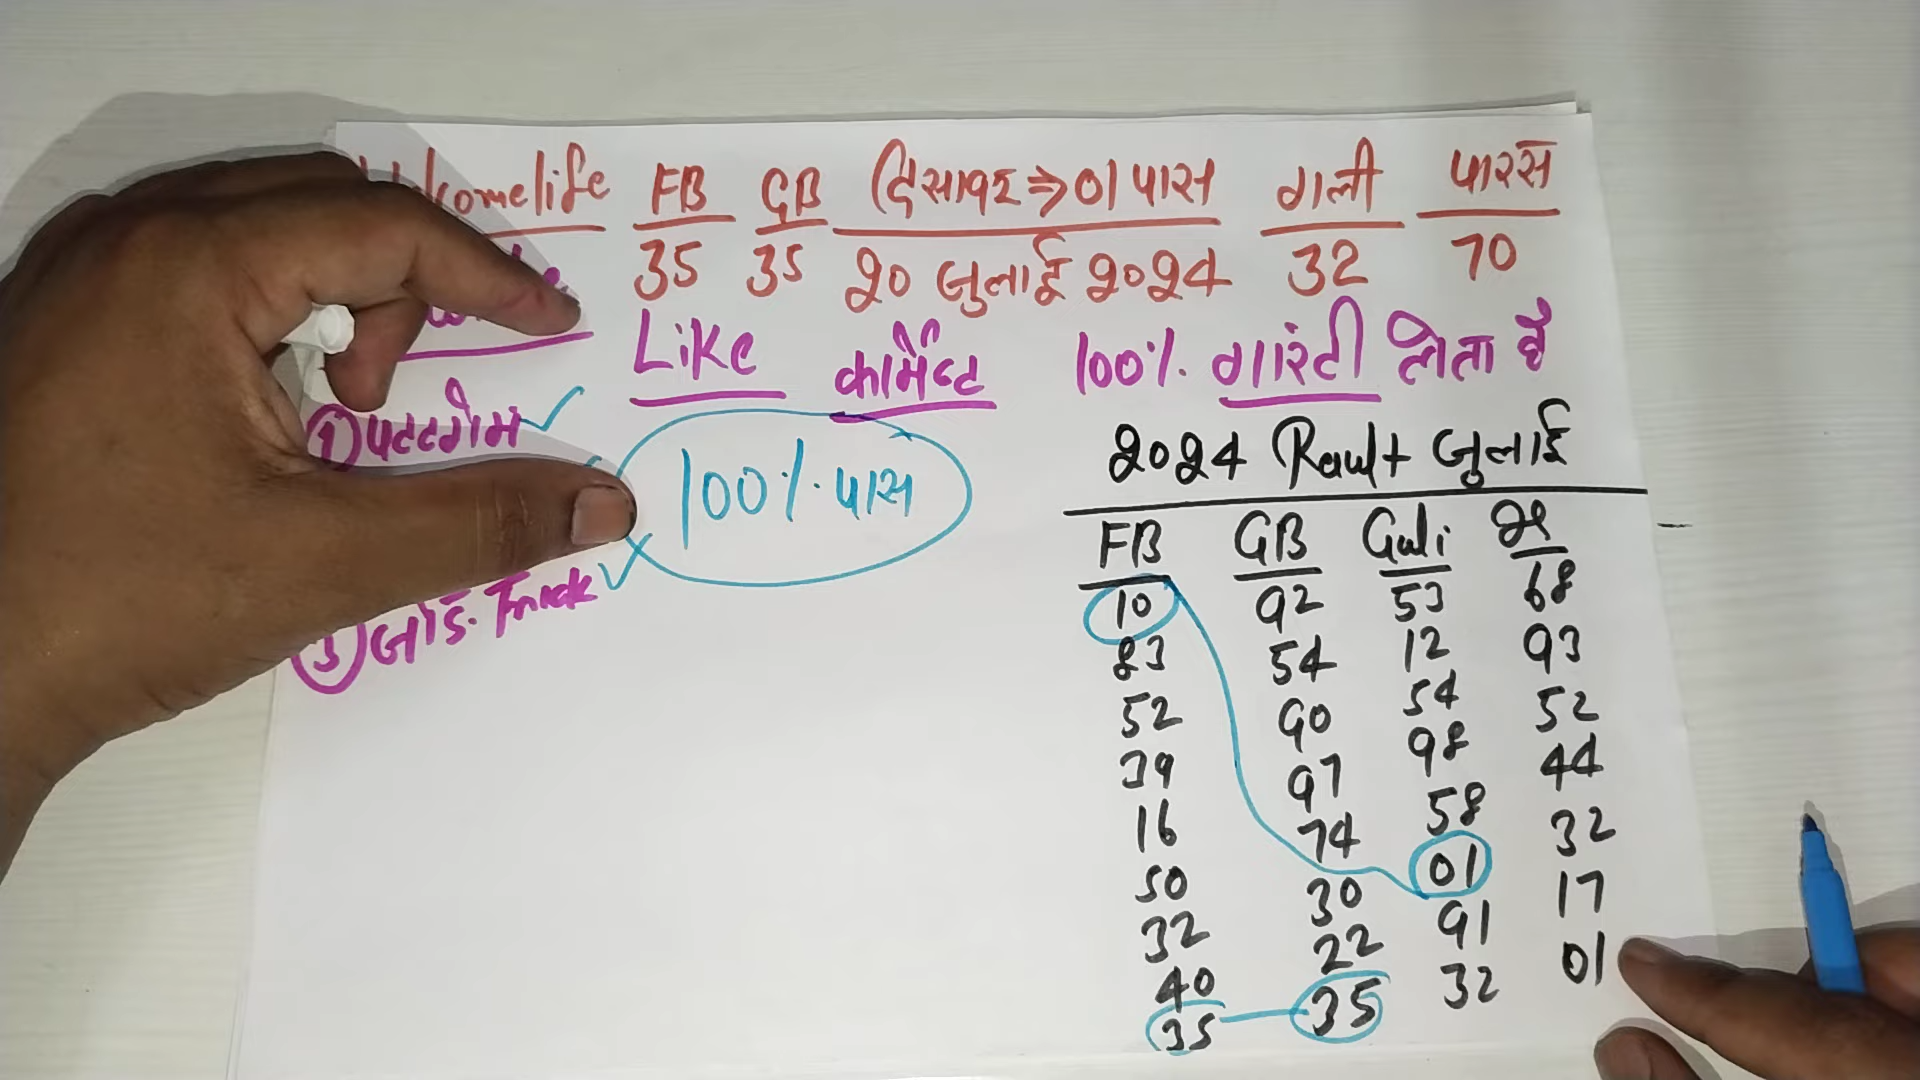 komelife FB GB दिसावर ⇒ 01 पास गली पारस
35 35 20 जुलाई 2024 32 70
Like कामेन्ट 100%. गारंटी लेता है
① पटटगेम ✓
100%. पास
2024 Rault जुलाई
③ जोड़. Trick ✓
FB GB Gali
10 92 53 68
83 54 12 93
52 90 54 52
39 97 98 44
16 74 58 32
50 30 01 17
32 22 91 01
40 35 32
35